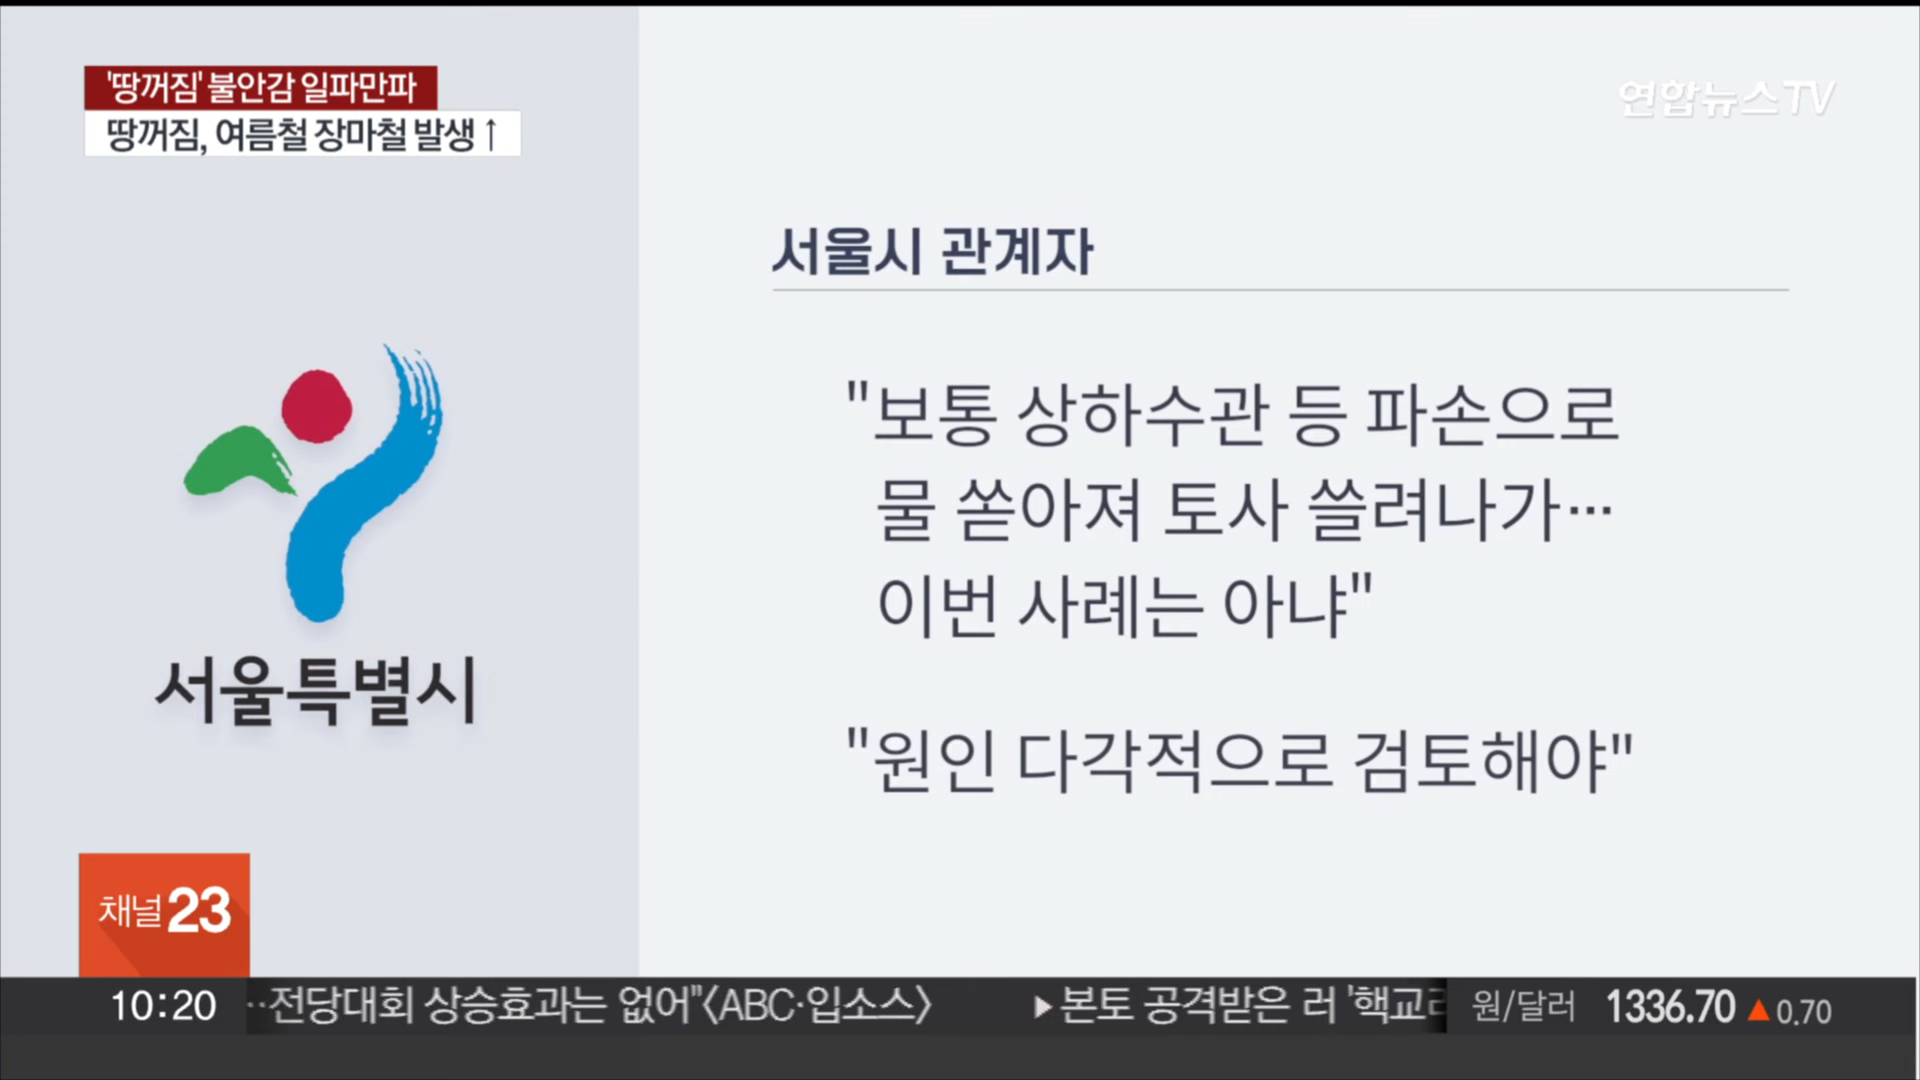 '땅꺼짐' 불안감 일파만파
땅꺼짐, 여름철 장마철 발생↑
연합뉴스TV
서울시 관계자
"보통 상하수관 등 파손으로
물 쏟아져 토사 쓸려나가…
이번 사례는 아냐"
"원인 다각적으로 검토해야"
서울특별시
채널23
10:20
··전당대회 상승효과는 없어"〈ABC·입소스〉
▶본토 공격받은 러 '핵교리
원/달러 1336.70 ▲0.70